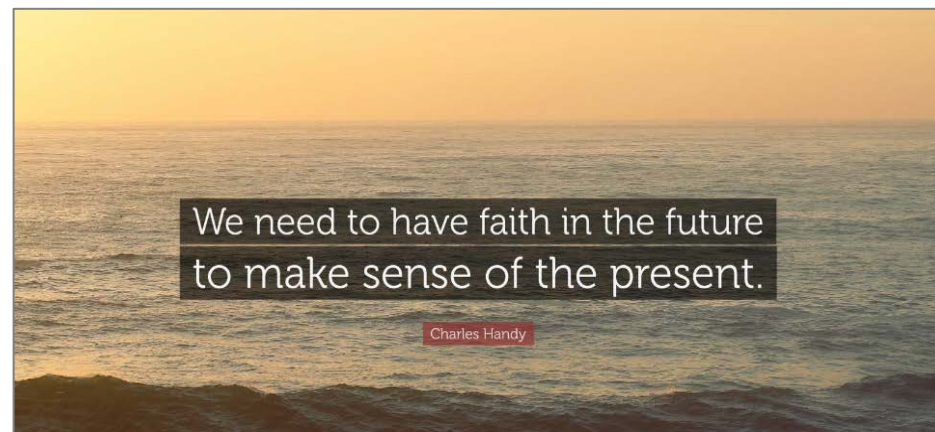 We need to have faith in the future
to make sense of the present.
Charles Handy